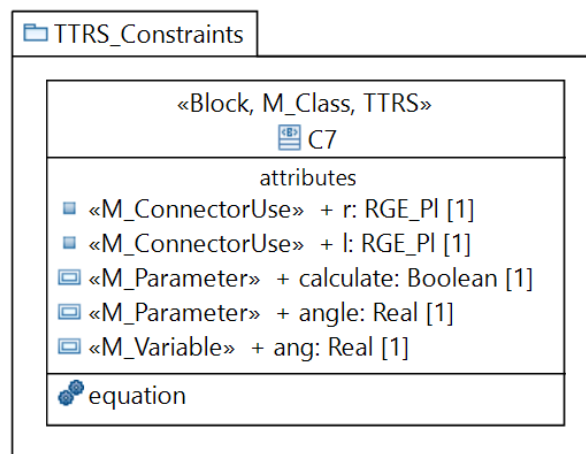 TTRS_Constraints
«Block, M_Class, TTRS»
C7
attributes
«M_ConnectorUse» + r: RGE_Pl [1]
«M_ConnectorUse» + l: RGE_Pl [1]
«M_Parameter» + calculate: Boolean [1]
«M_Parameter» + angle: Real [1]
«M_Variable» + ang: Real [1]
equation